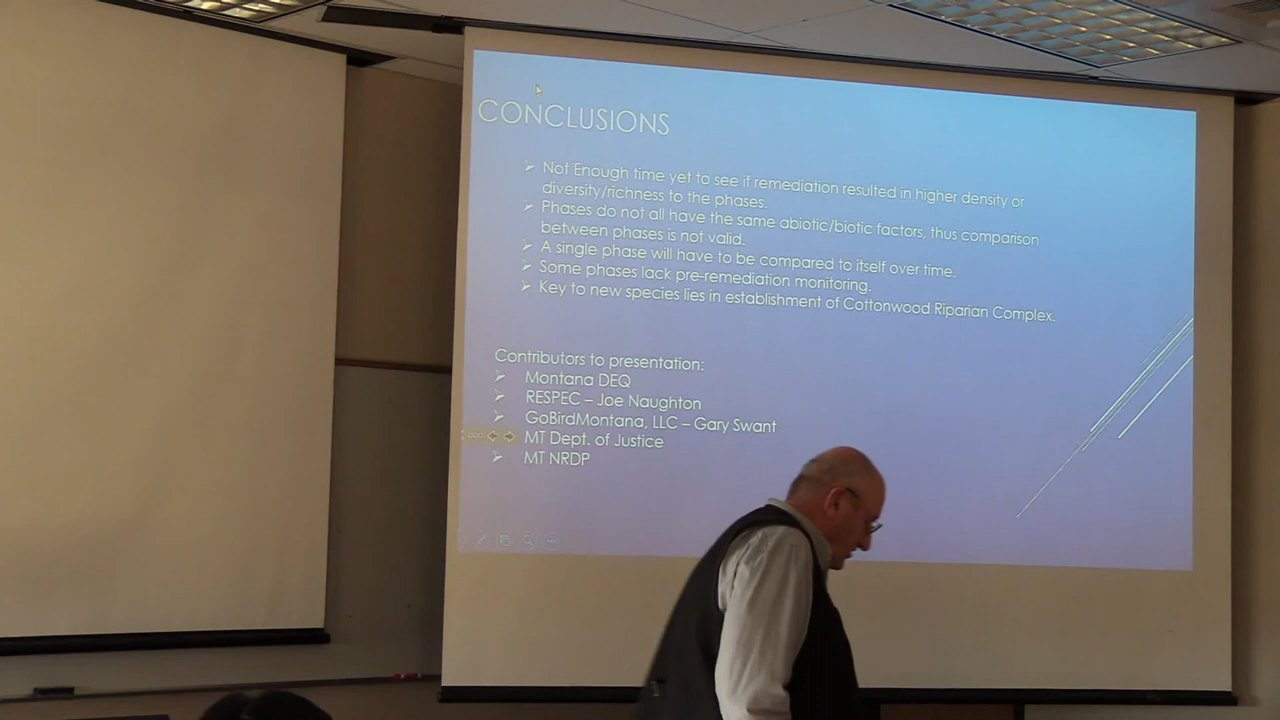 CONCLUSIONS
Not Enough time yet to see if remediation resulted in higher density or
diversity/richness to the phases.
Phases do not all have the same abiotic/biotic factors, thus comparison
between phases is not valid.
A single phase will have to be compared to itself over time.
Some phases lack pre-remediation monitoring.
Key to new species lies in establishment of Cottonwood Riparian Complex.
Contributors to presentation:
Montana DEQ
RESPEC – Joe Naughton
GoBirdMontana, LLC – Gary Swant
MT Dept. of Justice
MT NRDP